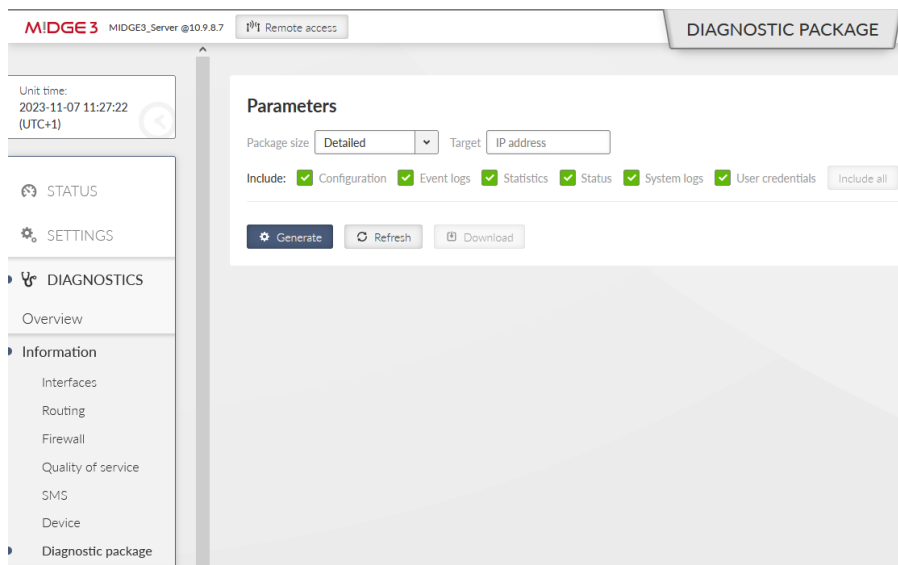 M!DGE 3 MIDGE3_Server @10.9.8.7 Remote access
DIAGNOSTIC PACKAGE
Unit time:
2023-11-07 11:27:22
(UTC+1)
STATUS
SETTINGS
DIAGNOSTICS
Overview
Information
Interfaces
Routing
Firewall
Quality of service
SMS
Device
Diagnostic package
Parameters
Package size Detailed Target IP address
Include: Configuration Event logs Statistics Status System logs User credentials Include all
Generate Refresh Download